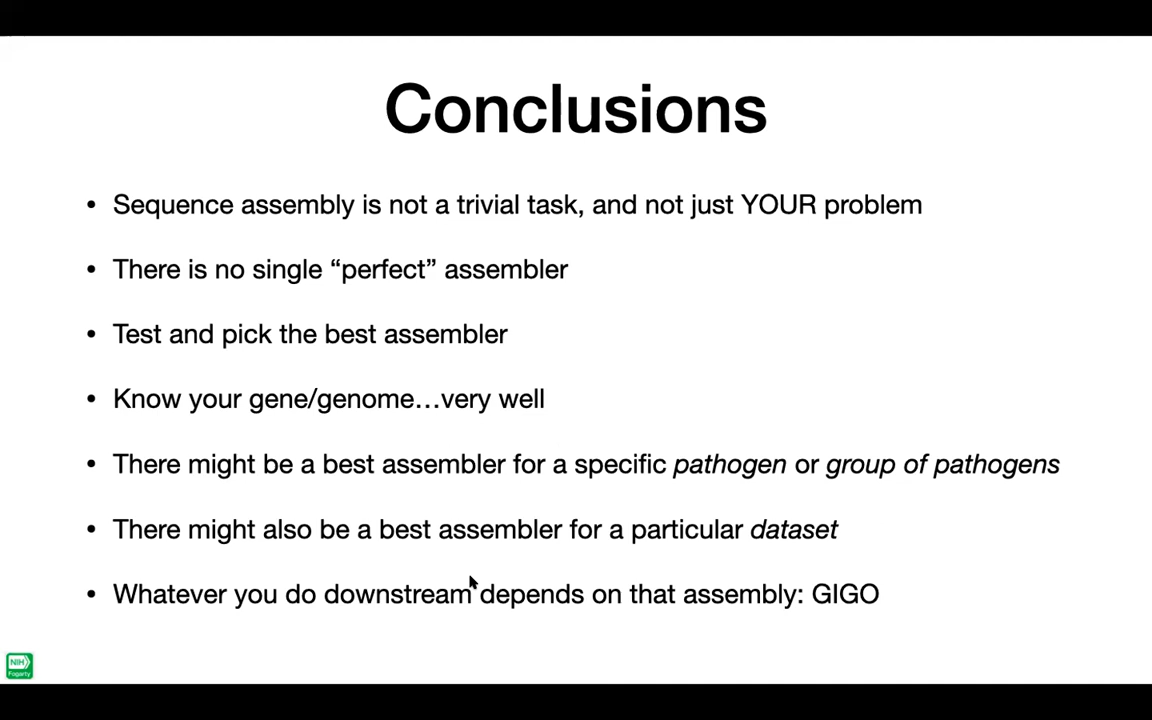 Conclusions
• Sequence assembly is not a trivial task, and not just YOUR problem
• There is no single “perfect” assembler
• Test and pick the best assembler
• Know your gene/genome…very well
• There might be a best assembler for a specific pathogen or group of pathogens
• There might also be a best assembler for a particular dataset
• Whatever you do downstream depends on that assembly: GIGO
NIH
Fogarty